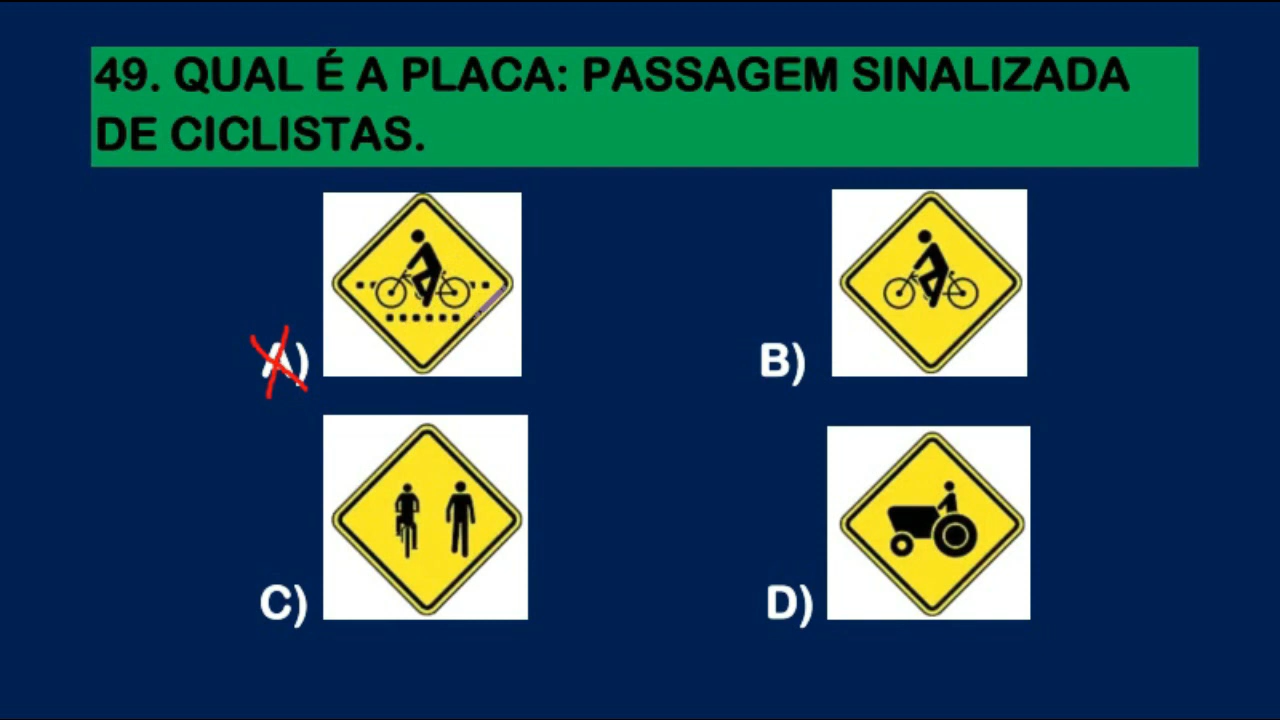 49. QUAL É A PLACA: PASSAGEM SINALIZADA
DE CICLISTAS.
A)
B)
C)
D)